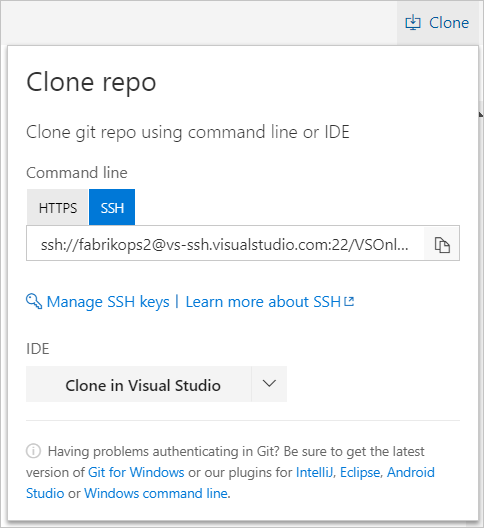 Clone
Clone repo
Clone git repo using command line or IDE
Command line
HTTPS SSH
ssh://fabrikops2@vs-ssh.visualstudio.com:22/VSOnl...
Manage SSH keys | Learn more about SSH
IDE
Clone in Visual Studio
Having problems authenticating in Git? Be sure to get the latest
version of Git for Windows or our plugins for IntelliJ, Eclipse, Android
Studio or Windows command line.